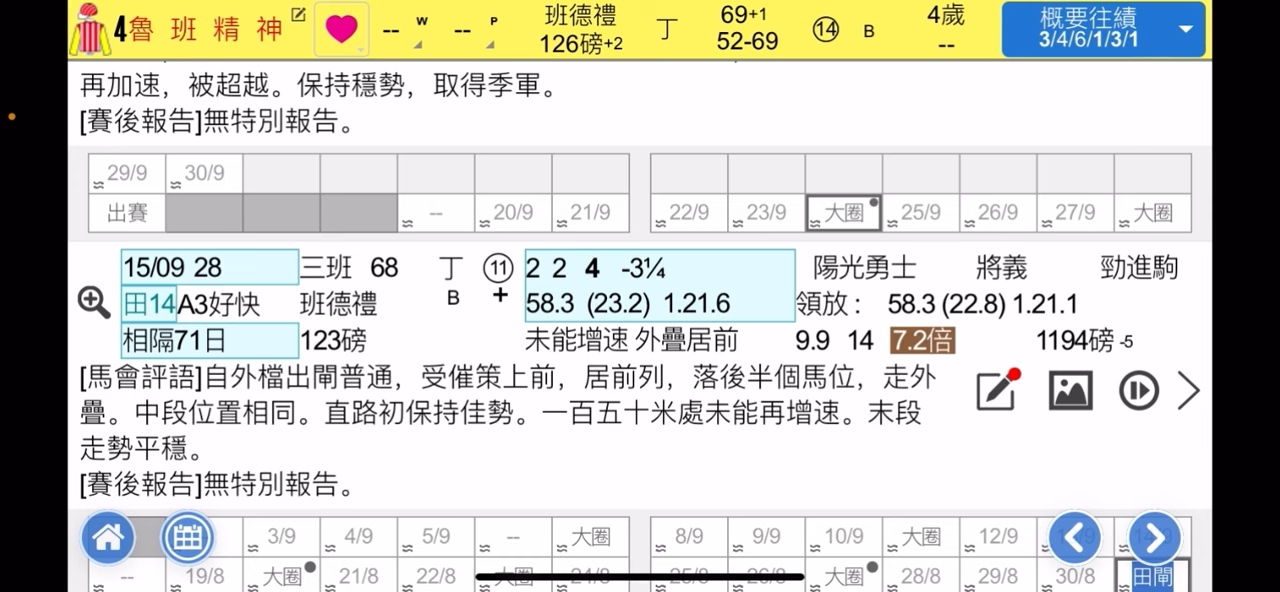 4魯班精神 -- W -- P 班德禮 丁 69+1 ⑭ B 4歲 概要往績
126磅+2 52-69 -- 3/4/6/1/3/1
再加速，被超越。保持穩勢，取得季軍。
[賽後報告]無特別報告。
29/9 30/9
出賽 -- 20/9 21/9 22/9 23/9 大圈 25/9 26/9 27/9 大圈
15/09 28 三班 68 丁 ⑪ 2 2 4 -3¼ 陽光勇士 將義 勁進駒
田14 A3好快 班德禮 B + 58.3 (23.2) 1.21.6 領放： 58.3 (22.8) 1.21.1
相隔71日 123磅 未能增速 外疊居前 9.9 14 7.2倍 1194磅-5
[馬會評語]自外檔出閘普通，受催策上前，居前列，落後半個馬位，走外
疊。中段位置相同。直路初保持佳勢。一百五十米處未能再增速。末段
走勢平穩。
[賽後報告]無特別報告。
3/9 4/9 5/9 -- 大圈 8/9 9/9 10/9 大圈 12/9
-- 19/8 大圈 21/8 22/8 大圈 24/8 25/8 26/8 大圈 28/8 29/8 30/8 田閘